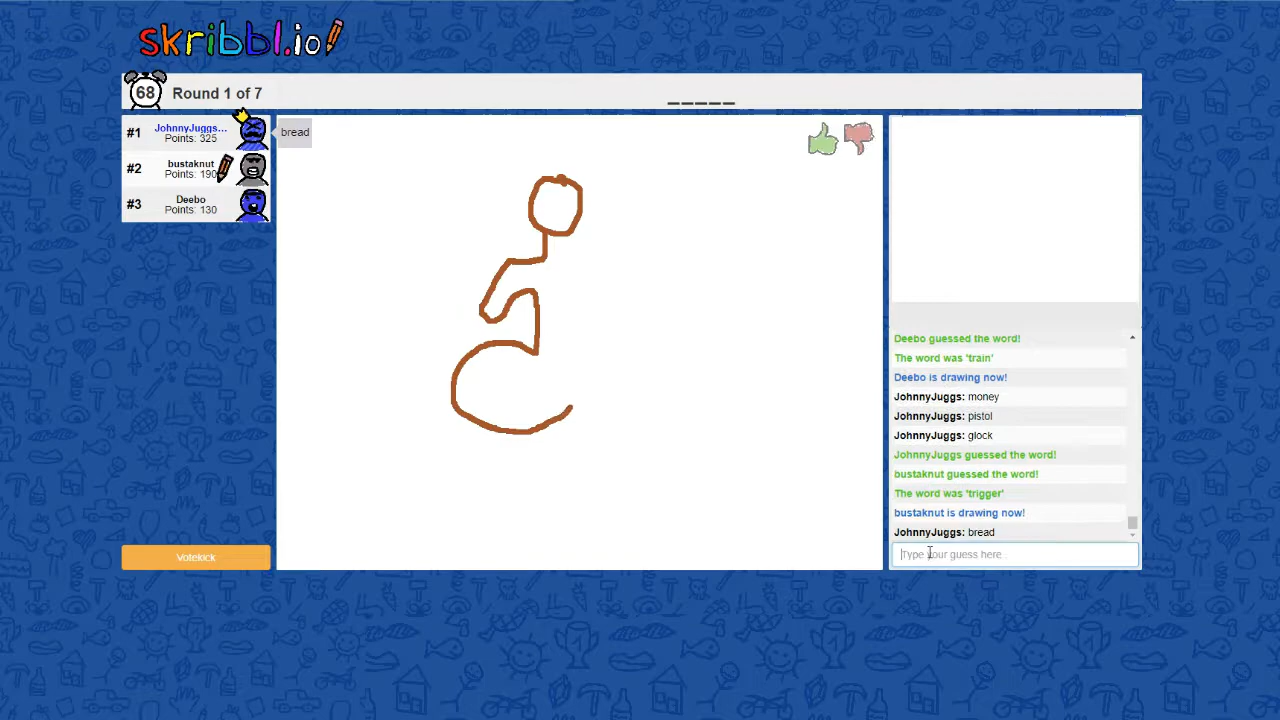 skribbl.io
68
Round 1 of 7
_____
#1
JohnnyJuggs...
Points: 325
bread
#2
bustaknut
Points: 190
#3
Deebo
Points: 130
Votekick
Deebo guessed the word!
The word was 'train'
Deebo is drawing now!
JohnnyJuggs: money
JohnnyJuggs: pistol
JohnnyJuggs: glock
JohnnyJuggs guessed the word!
bustaknut guessed the word!
The word was 'trigger'
bustaknut is drawing now!
JohnnyJuggs: bread
Type your guess here